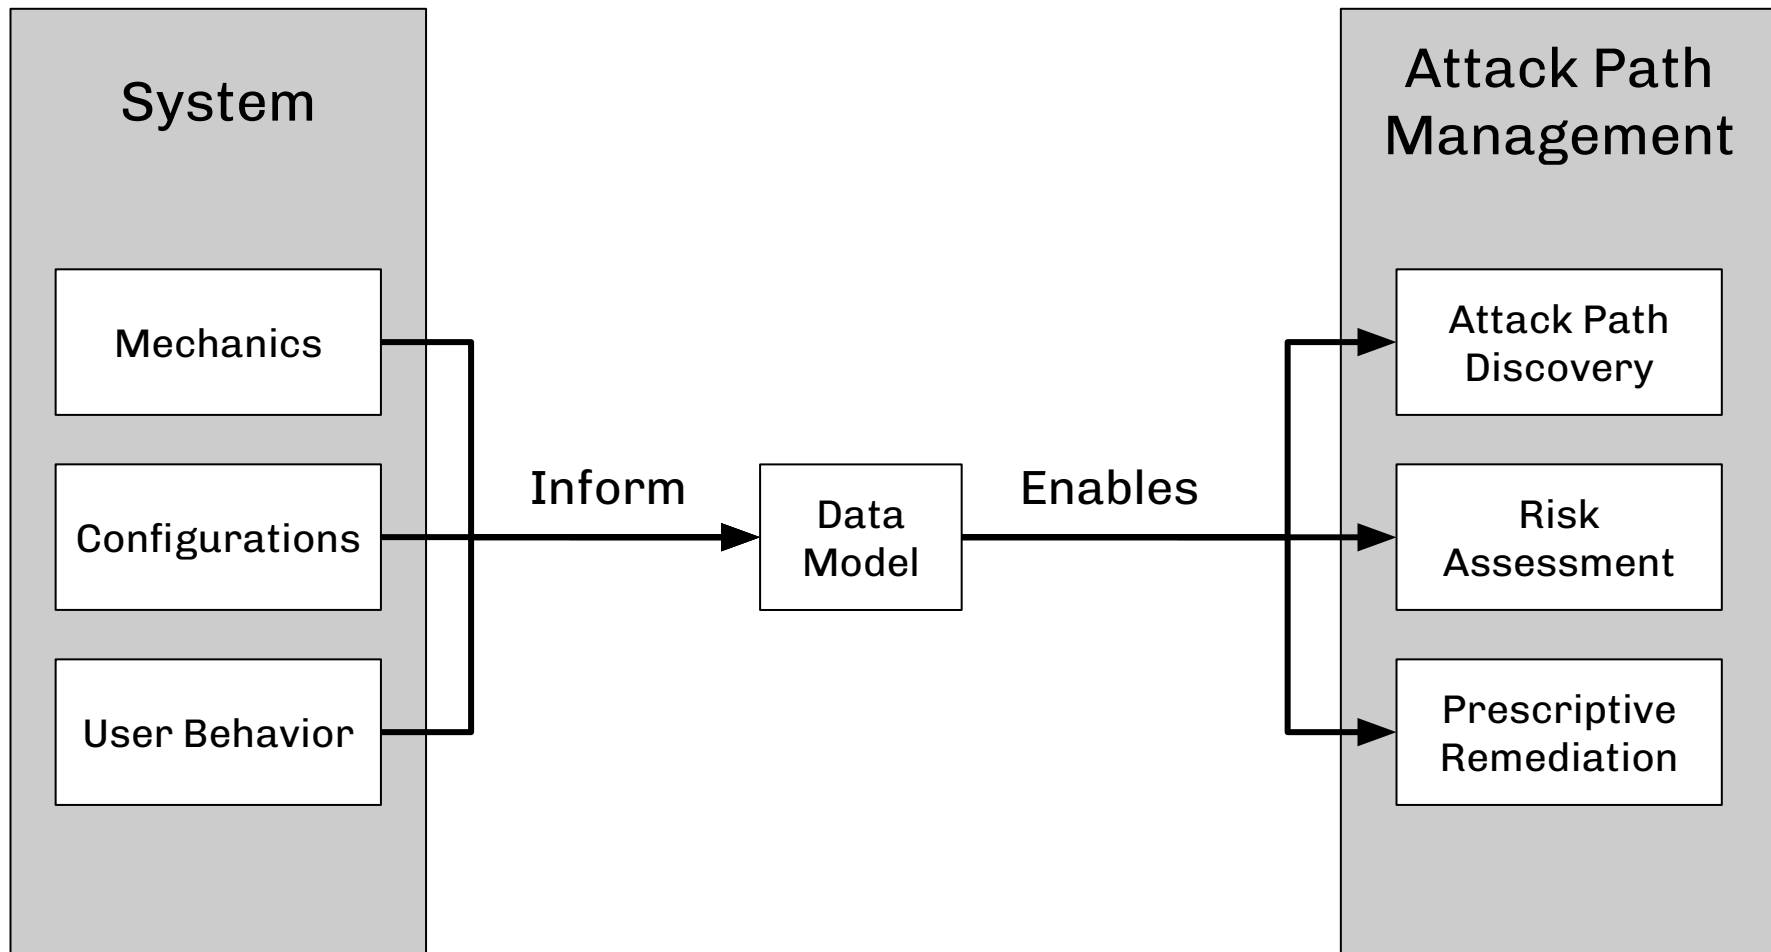 System
Mechanics
Configurations
User Behavior
Inform
Data
Model
Enables
Attack Path
Management
Attack Path
Discovery
Risk
Assessment
Prescriptive
Remediation